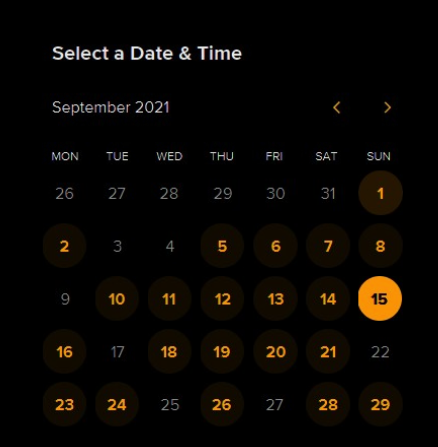 Select a Date & Time
September 2021
MON TUE WED THU FRI SAT SUN
26 27 28 29 30 31 1
2 3 4 5 6 7 8
9 10 11 12 13 14 15
16 17 18 19 20 21 22
23 24 25 26 27 28 29